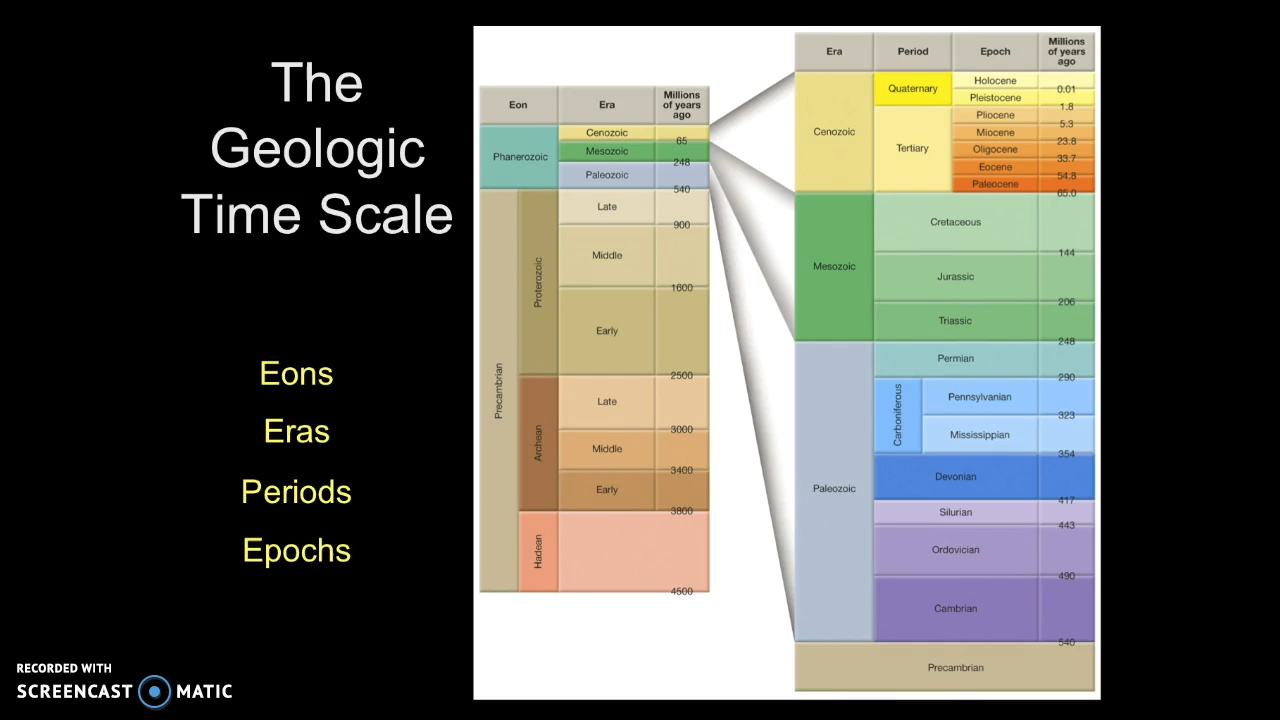 The
Geologic
Time Scale
Eons
Eras
Periods
Epochs
RECORDED WITH
SCREENCAST MATIC
Eon
Era
Millions
of years
ago
Phanerozoic
Cenozoic
65
Mesozoic
248
Paleozoic
540
Precambrian
Proterozoic
Late
900
Middle
1600
Early
2500
Archean
Late
3000
Middle
3400
Early
3800
Hadean
4500
Era
Period
Epoch
Millions
of years
ago
Cenozoic
Quaternary
Holocene
0.01
Pleistocene
1.8
Tertiary
Pliocene
5.3
Miocene
23.8
Oligocene
33.7
Eocene
54.8
Paleocene
65.0
Mesozoic
Cretaceous
144
Jurassic
206
Triassic
248
Paleozoic
Permian
290
Carboniferous
Pennsylvanian
323
Mississippian
354
Devonian
417
Silurian
443
Ordovician
490
Cambrian
540
Precambrian